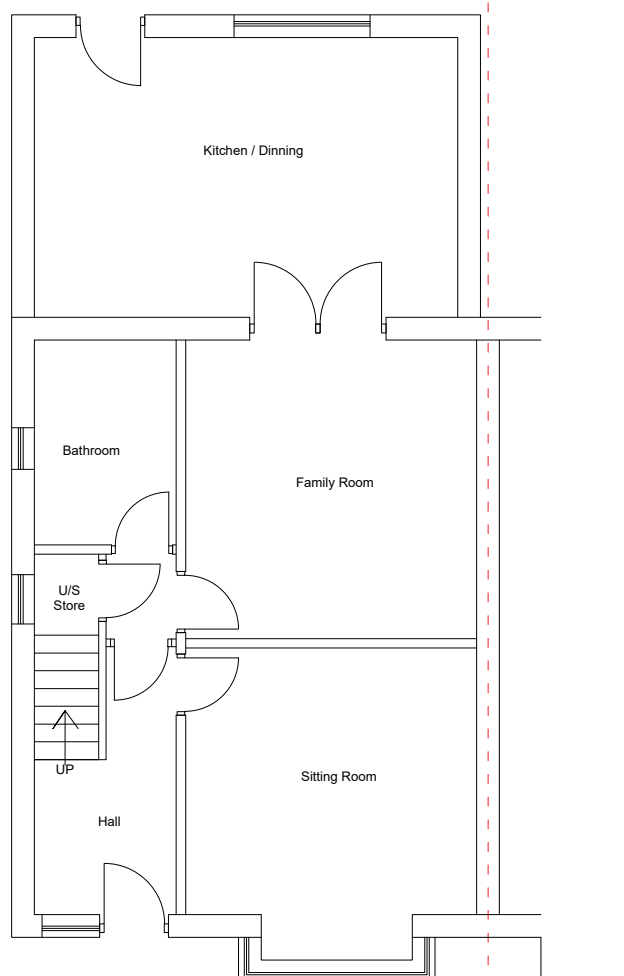 Kitchen / Dinning
Bathroom
Family Room
U/S
Store
UP
Sitting Room
Hall